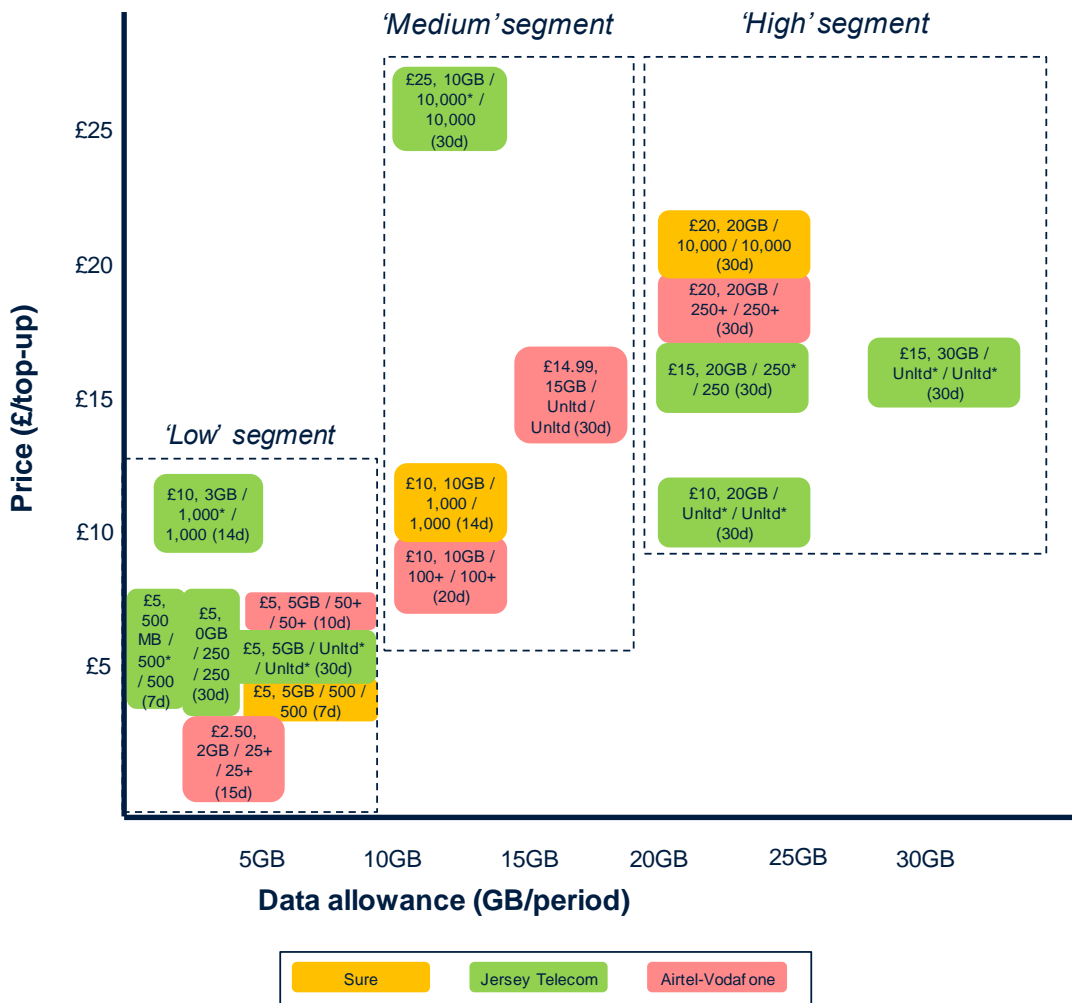 ‘Medium’ segment
‘High’ segment
£25, 10GB /
10,000* /
10,000
(30d)
£25
£20, 20GB /
10,000 / 10,000
(30d)
£20
£20, 20GB /
250+ / 250+
(30d)
£15, 20GB / 250*
/ 250 (30d)
£15, 30GB /
Unltd* / Unltd*
(30d)
£14.99,
15GB /
Unltd /
Unltd (30d)
£15
Price (£/top-up)
‘Low’ segment
£10, 3GB /
1,000* /
1,000 (14d)
£10, 10GB /
1,000 /
1,000 (14d)
£10, 20GB /
Unltd* / Unltd*
(30d)
£10
£10, 10GB /
100+ / 100+
(20d)
£5,
500
MB /
500*
/ 500
(7d)
£5,
0GB
/ 250
/ 250
(30d)
£5, 5GB / 50+
/ 50+ (10d)
£5, 5GB / Unltd*
/ Unltd* (30d)
£5, 5GB / 500 /
500 (7d)
£5
£2.50,
2GB / 25+
/ 25+
(15d)
5GB
10GB
15GB
20GB
25GB
30GB
Data allowance (GB/period)
Sure
Jersey Telecom
Airtel-Vodafone